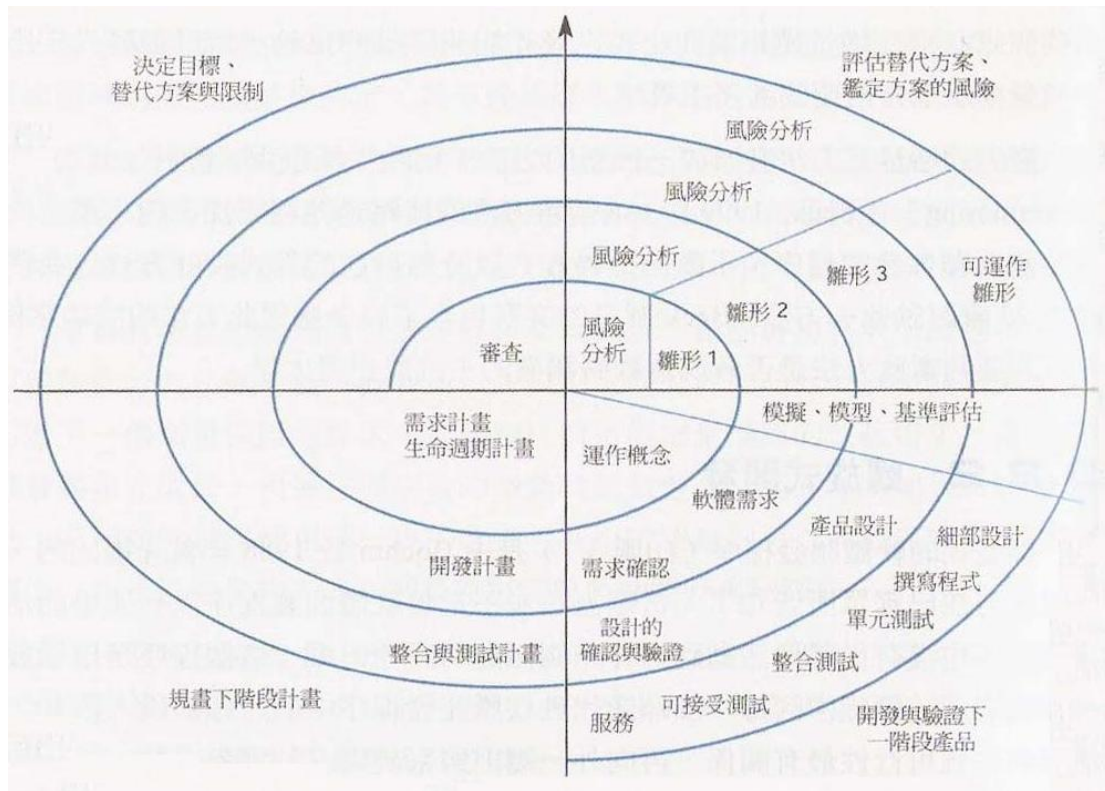 決定目標、
替代方案與限制
評估替代方案、
鑑定方案的風險
風險分析
風險分析
風險分析
風險
分析
雛形 1
雛形 2
雛形 3
可運作
雛形
審查
需求計畫
生命週期計畫
運作概念
模擬、模型、基準評估
軟體需求
產品設計
細部設計
開發計畫
需求確認
撰寫程式
單元測試
設計的
確認與驗證
整合與測試計畫
整合測試
規畫下階段計畫
可接受測試
服務
開發與驗證下
一階段產品